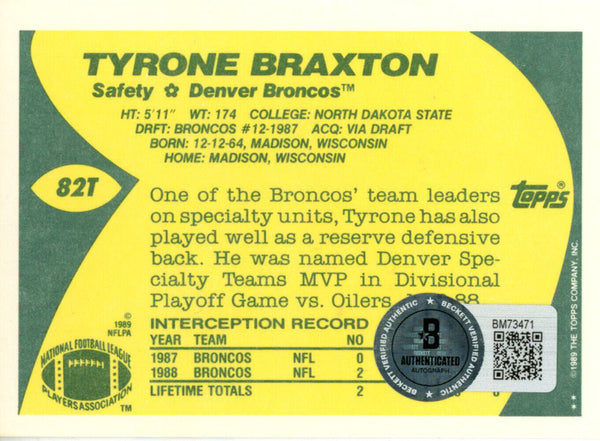 TYRONE BRAXTON
Safety ✿ Denver Broncos™
HT: 5'11" WT: 174 COLLEGE: NORTH DAKOTA STATE
DRFT: BRONCOS #12-1987 ACQ: VIA DRAFT
BORN: 12-12-64, MADISON, WISCONSIN
HOME: MADISON, WISCONSIN
82T
One of the Broncos' team leaders
on specialty units, Tyrone has also
played well as a reserve defensive
back. He was named Denver Spe-
cialty Teams MVP in Divisional
Playoff Game vs. Oilers,
topps®
© 1989 THE TOPPS COMPANY, INC.
**
©
1989
NFLPA
NATIONAL FOOTBALL LEAGUE
PLAYERS ASSOCIATION
™
INTERCEPTION RECORD
YEAR TEAM NO
1987 BRONCOS NFL 0
1988 BRONCOS NFL 2
LIFETIME TOTALS 2
BECKETT VERIFIED AUTHENTIC
BECKETT VERIFIED AUTHENTIC
B
AUTHENTICATED
AUTOGRAPH
BM73471